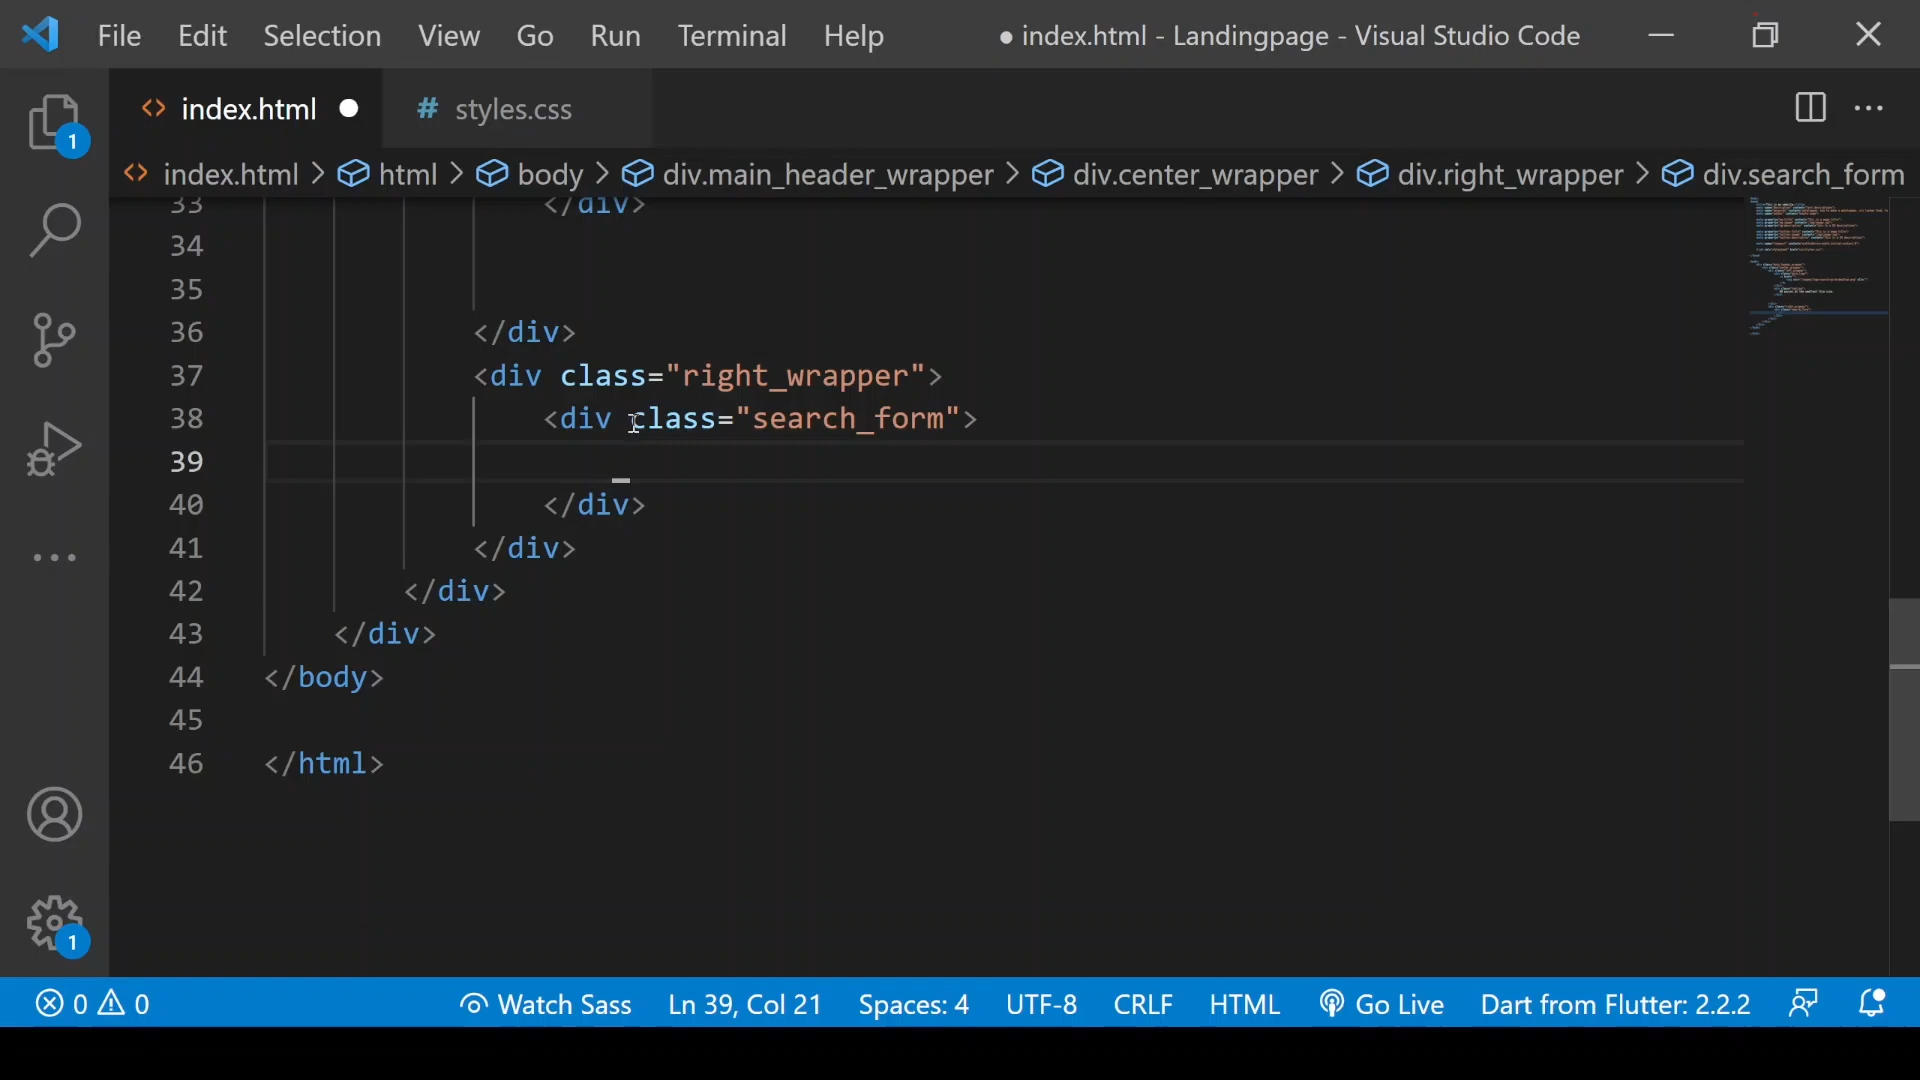 File Edit Selection View Go Run Terminal Help ● index.html - Landingpage - Visual Studio Code
index.html # styles.css
1
index.html > html > body > div.main_header_wrapper > div.center_wrapper > div.right_wrapper > div.search_form
33 </div>
34
35
36 </div>
37 <div class="right_wrapper">
38 <div class="search_form">
39
40 </div>
41 </div>
42 </div>
43 </div>
44 </body>
45
46 </html>
1
0 0 Watch Sass Ln 39, Col 21 Spaces: 4 UTF-8 CRLF HTML Go Live Dart from Flutter: 2.2.2